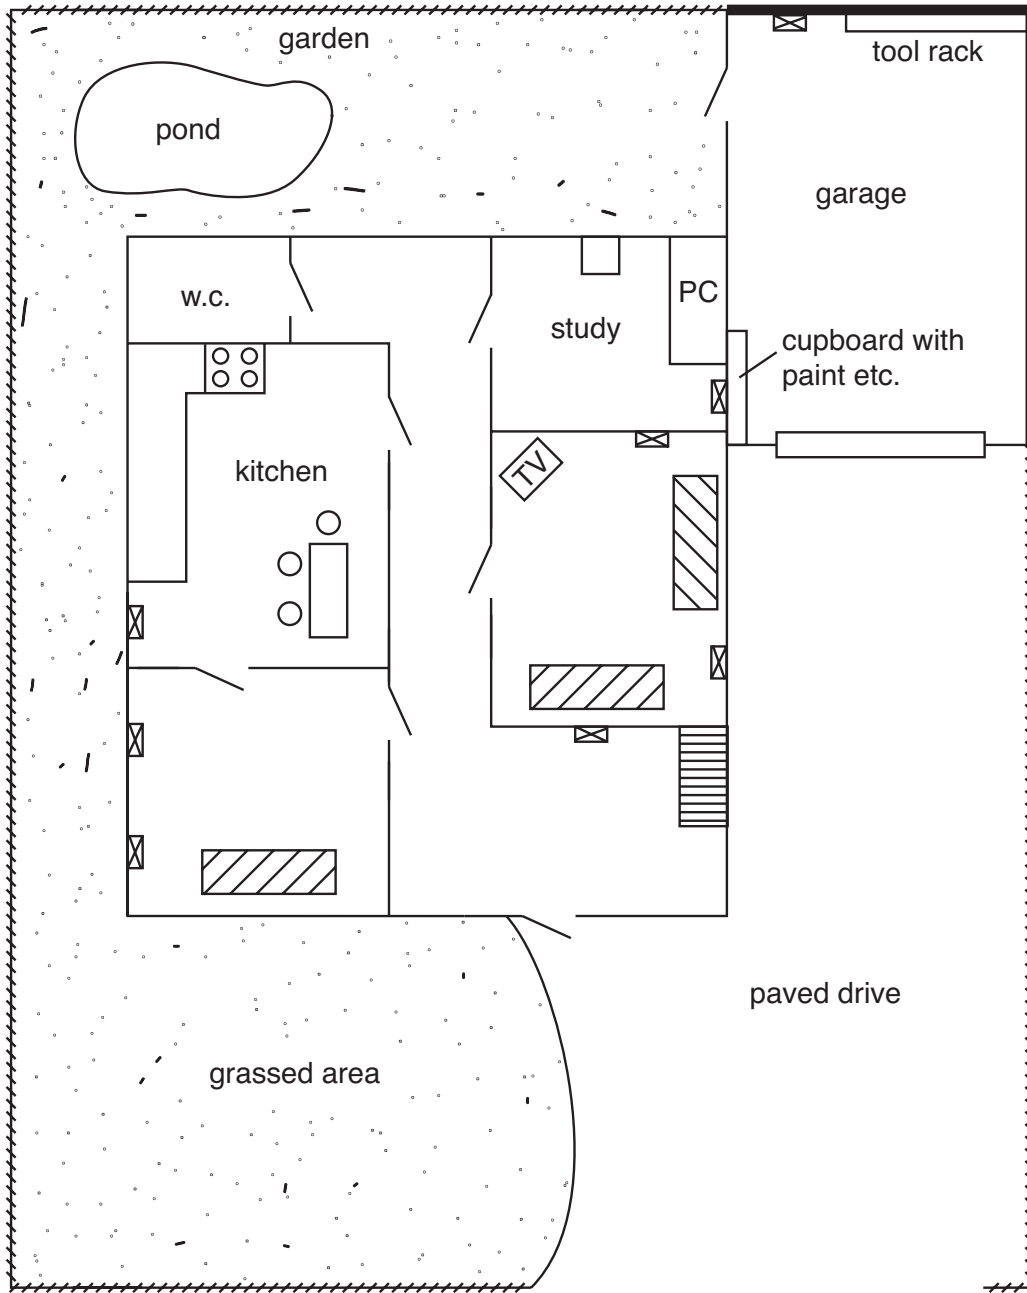 garden
tool rack
pond
garage
w.c.
PC
study
cupboard with
paint etc.
kitchen
TV
paved drive
grassed area